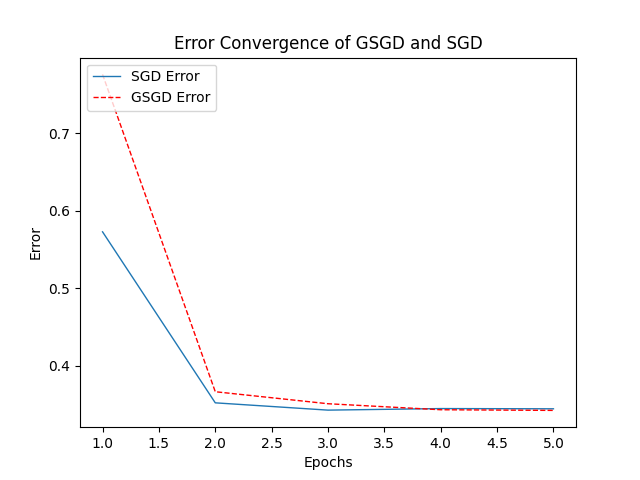 Error Convergence of GSGD and SGD
SGD Error
GSGD Error
0.7
0.6
0.5
0.4
Error
1.0 1.5 2.0 2.5 3.0 3.5 4.0 4.5 5.0
Epochs